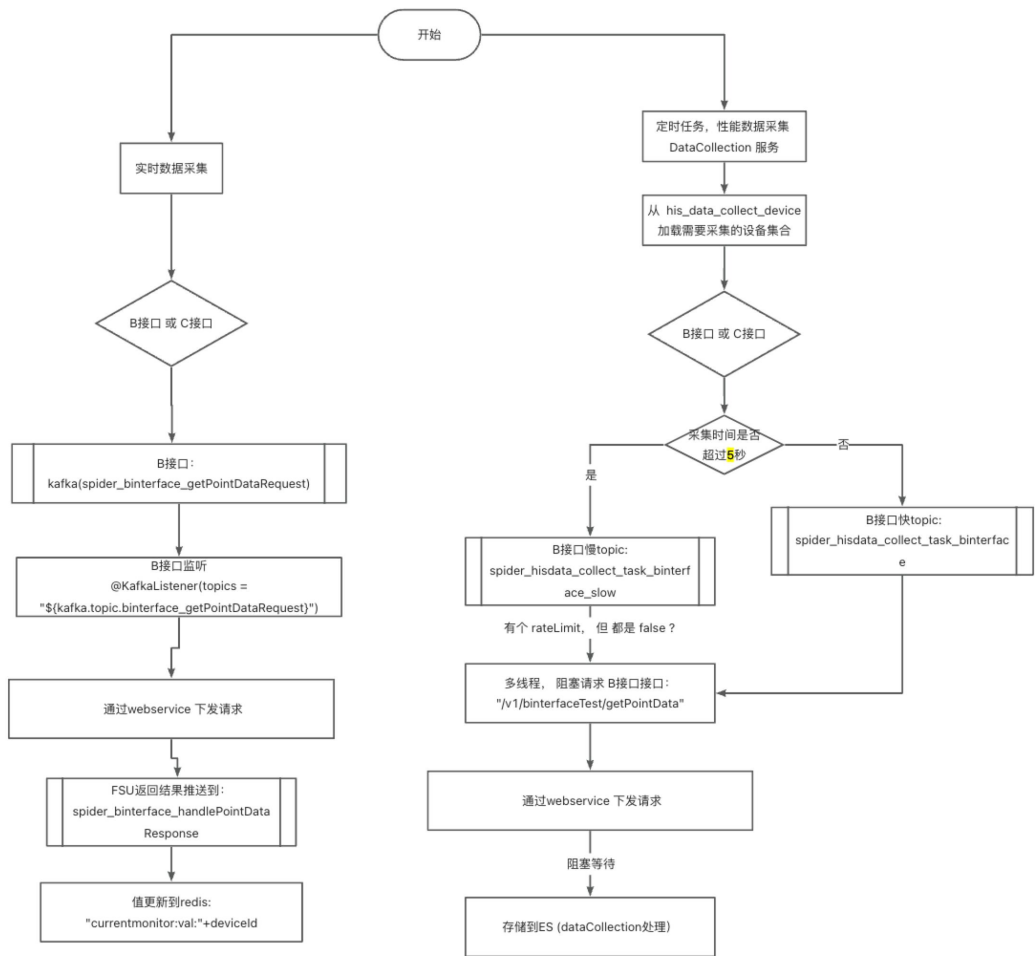 开始
实时数据采集
B接口 或 C接口
B接口：
kafka(spider_binterface_getPointDataRequest)
B接口监听
@KafkaListener(topics =
"${kafka.topic.binterface_getPointDataRequest}")
通过webservice 下发请求
FSU返回结果推送到：
spider_binterface_handlePointData
Response
值更新到redis:
"currentmonitor:val:"+deviceId
定时任务，性能数据采集
DataCollection 服务
从 his_data_collect_device
加载需要采集的设备集合
B接口 或 C接口
采集时间是否
超过5秒
是
否
B接口慢topic:
spider_hisdata_collect_task_binterf
ace_slow
B接口快topic:
spider_hisdata_collect_task_binterfac
e
有个 rateLimit， 但 都是 false ?
多线程， 阻塞请求 B接口接口：
"/v1/binterfaceTest/getPointData"
通过webservice 下发请求
阻塞等待
存储到ES (dataCollection处理)